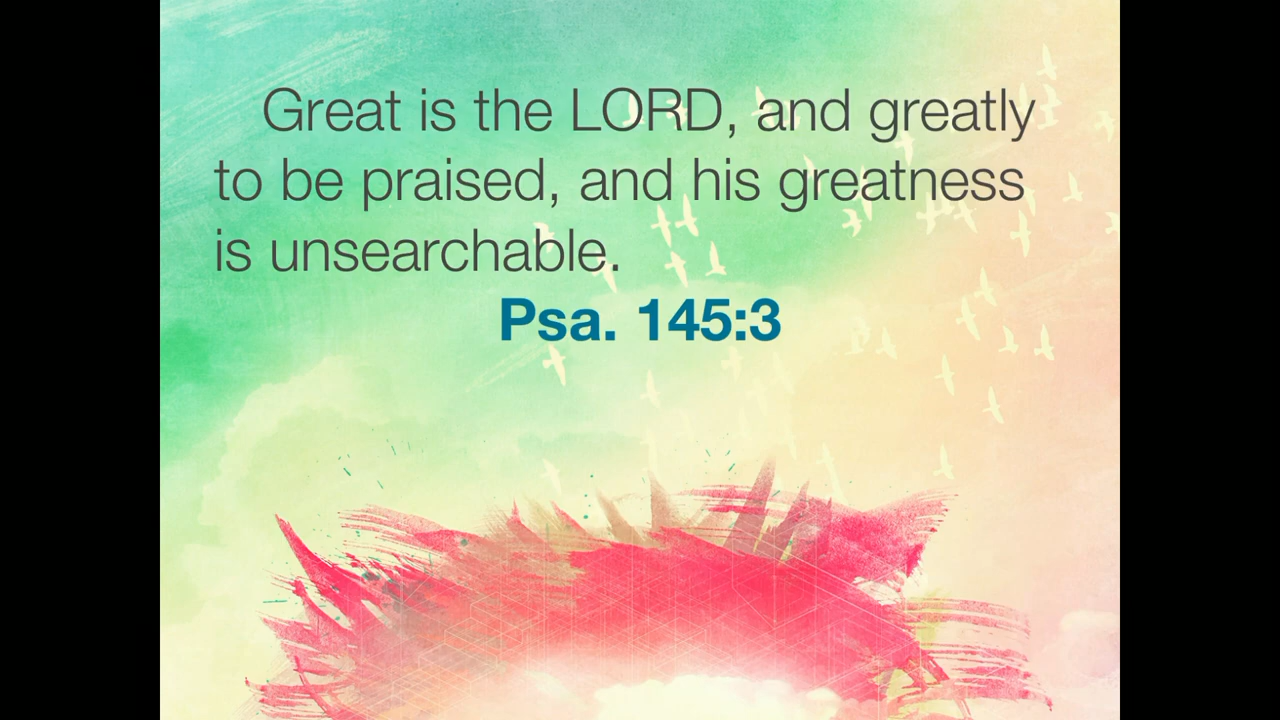 Great is the LORD, and greatly
to be praised, and his greatness
is unsearchable.
Psa. 145:3